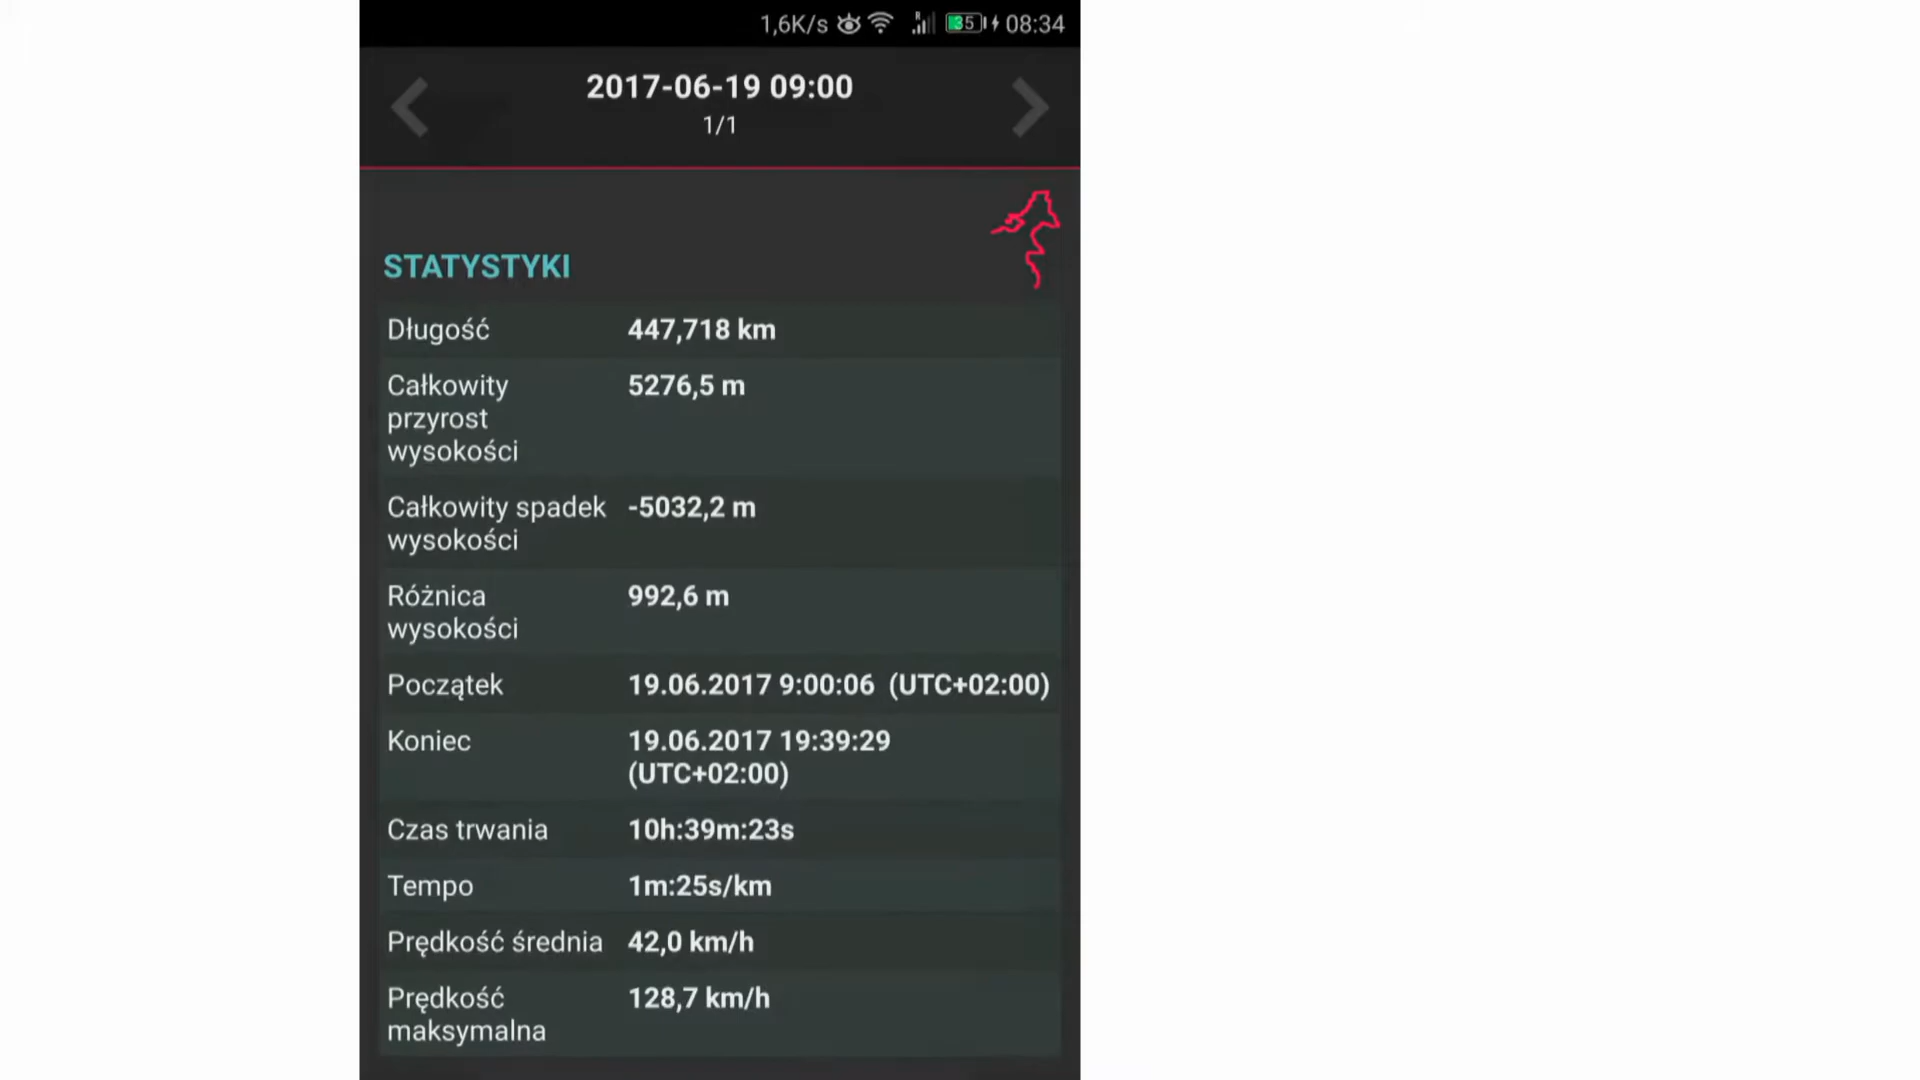 1,6K/s 35 08:34
2017-06-19 09:00
1/1
STATYSTYKI
Długość 447,718 km
Całkowity 5276,5 m
przyrost
wysokości
Całkowity spadek -5032,2 m
wysokości
Różnica 992,6 m
wysokości
Początek 19.06.2017 9:00:06 (UTC+02:00)
Koniec 19.06.2017 19:39:29
(UTC+02:00)
Czas trwania 10h:39m:23s
Tempo 1m:25s/km
Prędkość średnia 42,0 km/h
Prędkość 128,7 km/h
maksymalna